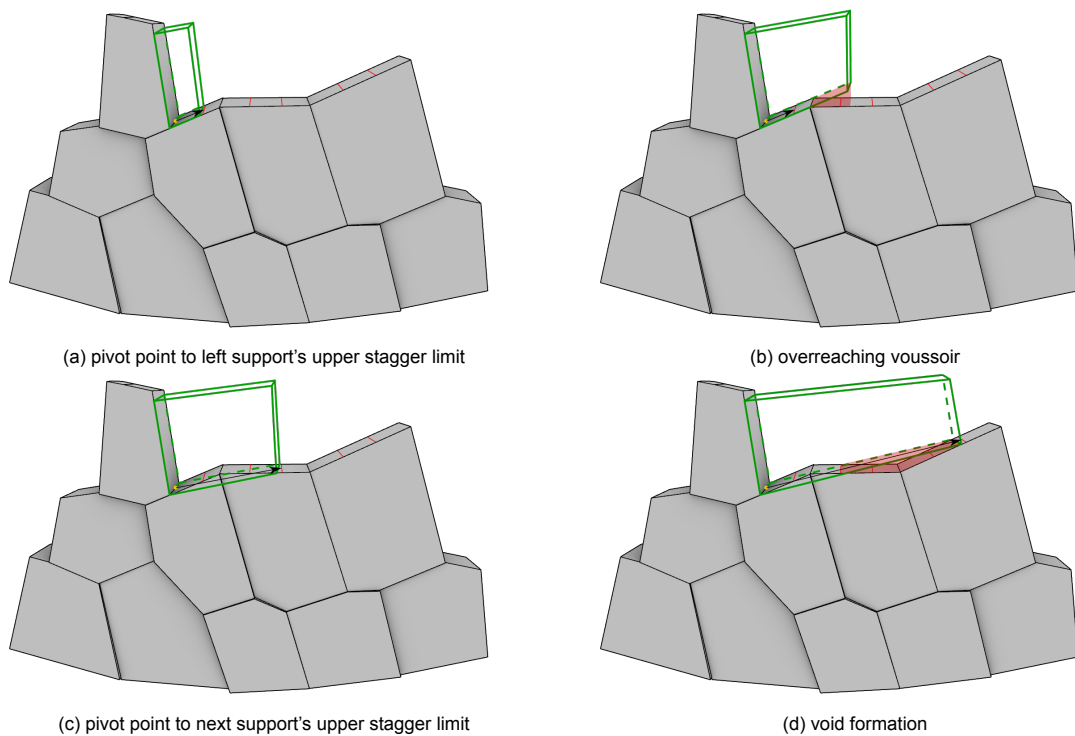 (a) pivot point to left support's upper stagger limit
(b) overreaching voussoir
(c) pivot point to next support's upper stagger limit
(d) void formation